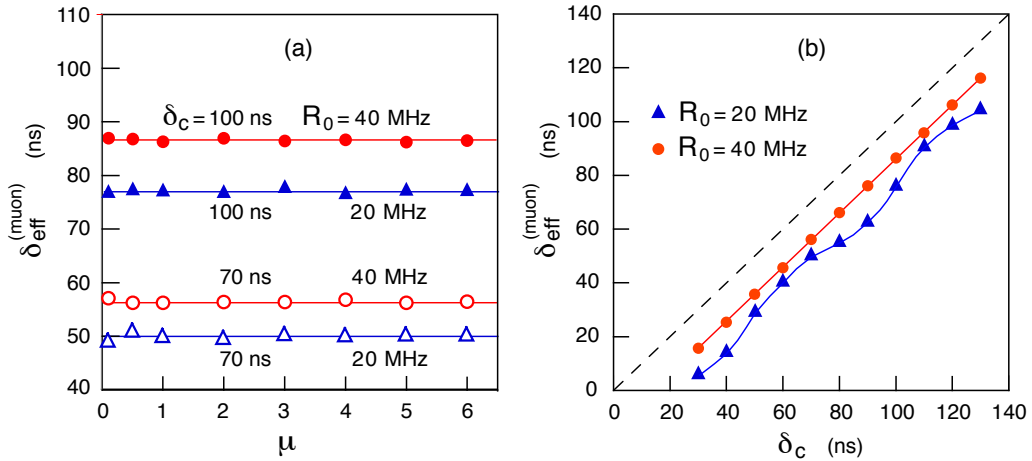 (a)
110
100
90
80
70
60
50
40
δeff(muon) (ns)
δc=100 ns R0= 40 MHz
100 ns 20 MHz
70 ns 40 MHz
70 ns 20 MHz
0 1 2 3 4 5 6
μ
(b)
140
120
100
80
60
40
20
0
δeff(muon) (ns)
R0= 20 MHz
R0= 40 MHz
0 20 40 60 80 100 120 140
δc (ns)